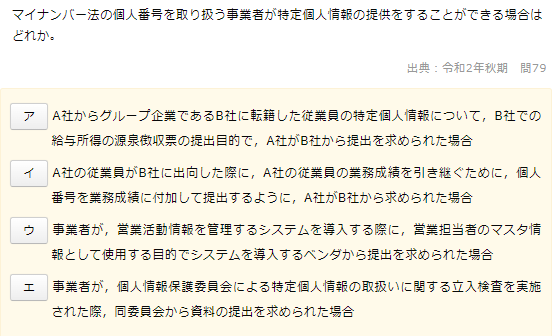 マイナンバー法の個人番号を取り扱う事業者が特定個人情報の提供をすることができる場合は
どれか。
出典：令和2年秋期　問79
ア　A社からグループ企業であるB社に転籍した従業員の特定個人情報について，B社での
給与所得の源泉徴収票の提出目的で，A社がB社から提出を求められた場合
イ　A社の従業員がB社に出向した際に，A社の従業員の業務成績を引き継ぐために，個人
番号を業務成績に付加して提出するように，A社がB社から求められた場合
ウ　事業者が，営業活動情報を管理するシステムを導入する際に，営業担当者のマスタ情
報として使用する目的でシステムを導入するベンダから提出を求められた場合
エ　事業者が，個人情報保護委員会による特定個人情報の取扱いに関する立入検査を実施
された際，同委員会から資料の提出を求められた場合